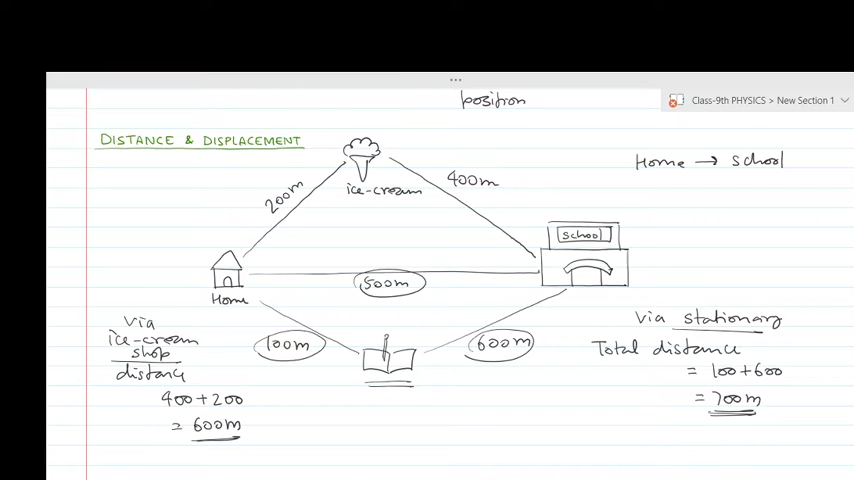 position
Class-9th PHYSICS > New Section 1
DISTANCE & DISPLACEMENT
Home → school
200m
ice-cream
400m
school
Home
500m
100m
600m
via
ice-cream
shop
distance
400+200
= 600m
via stationary
Total distance
= 100+600
= 700m